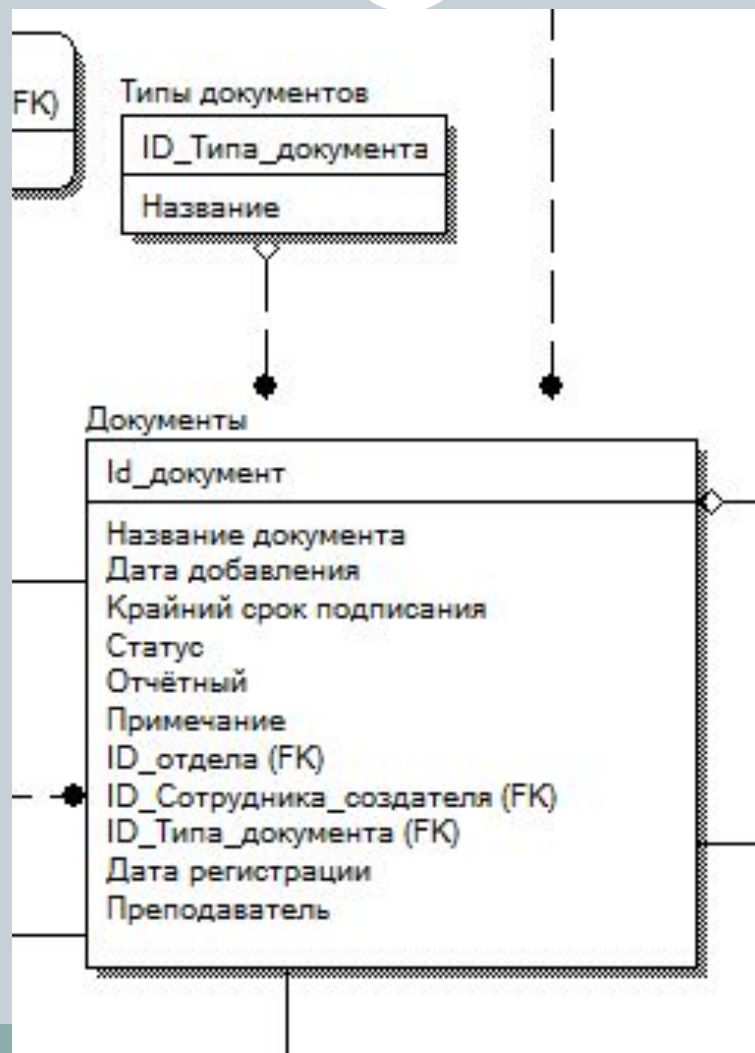 FK)
Типы документов
ID_Типа_документа
Название
Документы
Id_документ
Название документа
Дата добавления
Крайний срок подписания
Статус
Отчётный
Примечание
ID_отдела (FK)
ID_Сотрудника_создателя (FK)
ID_Типа_документа (FK)
Дата регистрации
Преподаватель